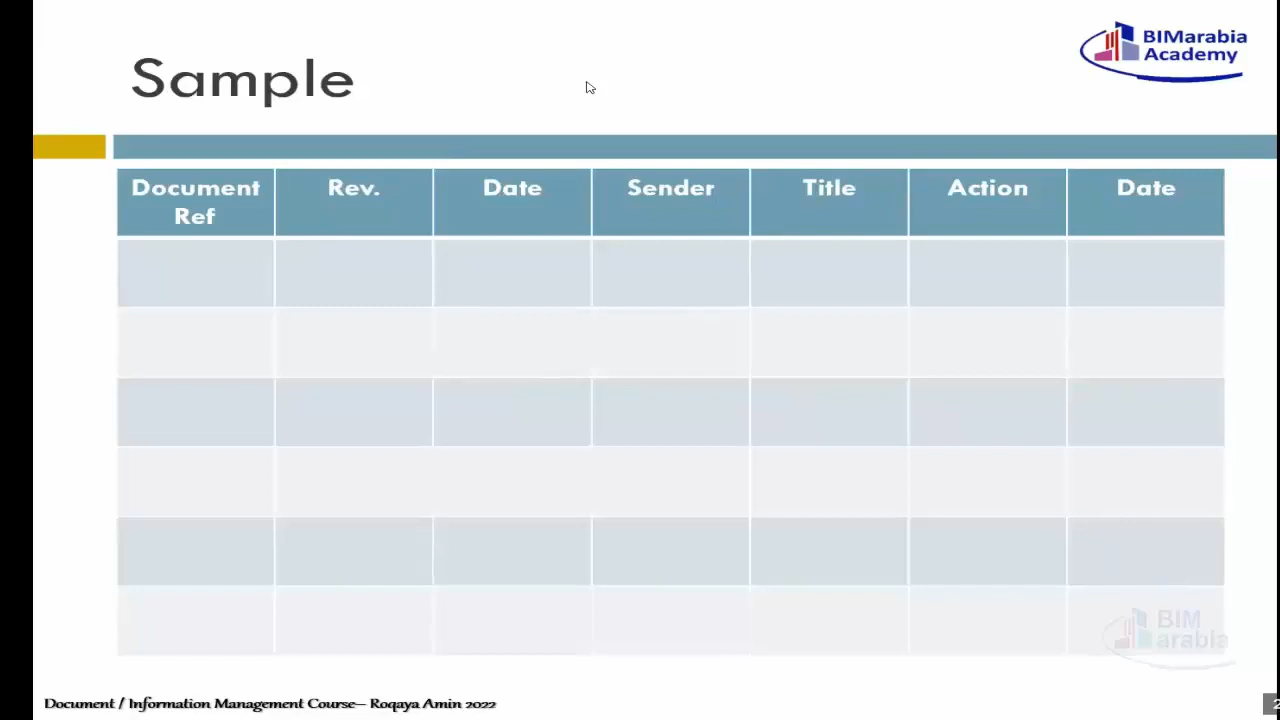 BIMarabia
Academy
Sample
Document Ref
Rev.
Date
Sender
Title
Action
Date
BIM
arabia
Document / Information Management Course– Roqaya Amin 2022